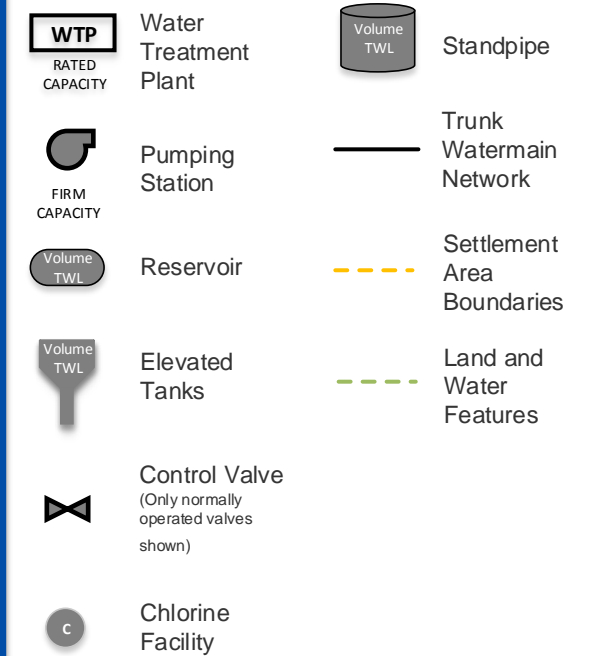 WTP
RATED
CAPACITY
Water
Treatment
Plant
FIRM
CAPACITY
Pumping
Station
Volume
TWL
Reservoir
Volume
TWL
Elevated
Tanks
Control Valve
(Only normally
operated valves
shown)
C
Chlorine
Facility
Volume
TWL
Standpipe
Trunk
Watermain
Network
Settlement
Area
Boundaries
Land and
Water
Features